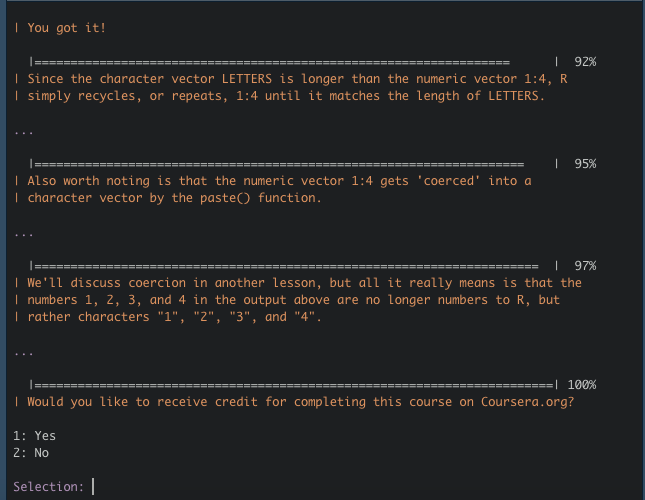 | You got it!
|================================================================== | 92%
| Since the character vector LETTERS is longer than the numeric vector 1:4, R
| simply recycles, or repeats, 1:4 until it matches the length of LETTERS.
...
|==================================================================== | 95%
| Also worth noting is that the numeric vector 1:4 gets 'coerced' into a
| character vector by the paste() function.
...
|====================================================================== | 97%
| We'll discuss coercion in another lesson, but all it really means is that the
| numbers 1, 2, 3, and 4 in the output above are no longer numbers to R, but
| rather characters "1", "2", "3", and "4".
...
|========================================================================| 100%
| Would you like to receive credit for completing this course on Coursera.org?
1: Yes
2: No
Selection: